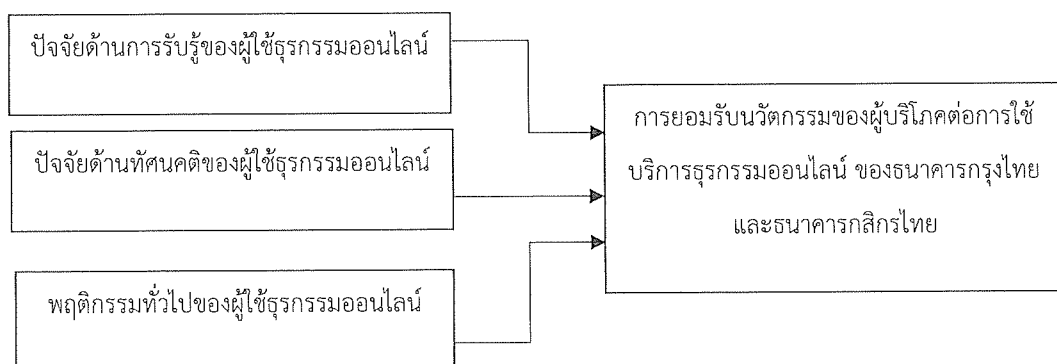 ปัจจัยด้านการรับรู้ของผู้ใช้ธุรกรรมออนไลน์
ปัจจัยด้านทัศนคติของผู้ใช้ธุรกรรมออนไลน์
พฤติกรรมทั่วไปของผู้ใช้ธุรกรรมออนไลน์
การยอมรับนวัตกรรมของผู้บริโภคต่อการใช้
บริการธุรกรรมออนไลน์ ของธนาคารกรุงไทย
และธนาคารกสิกรไทย